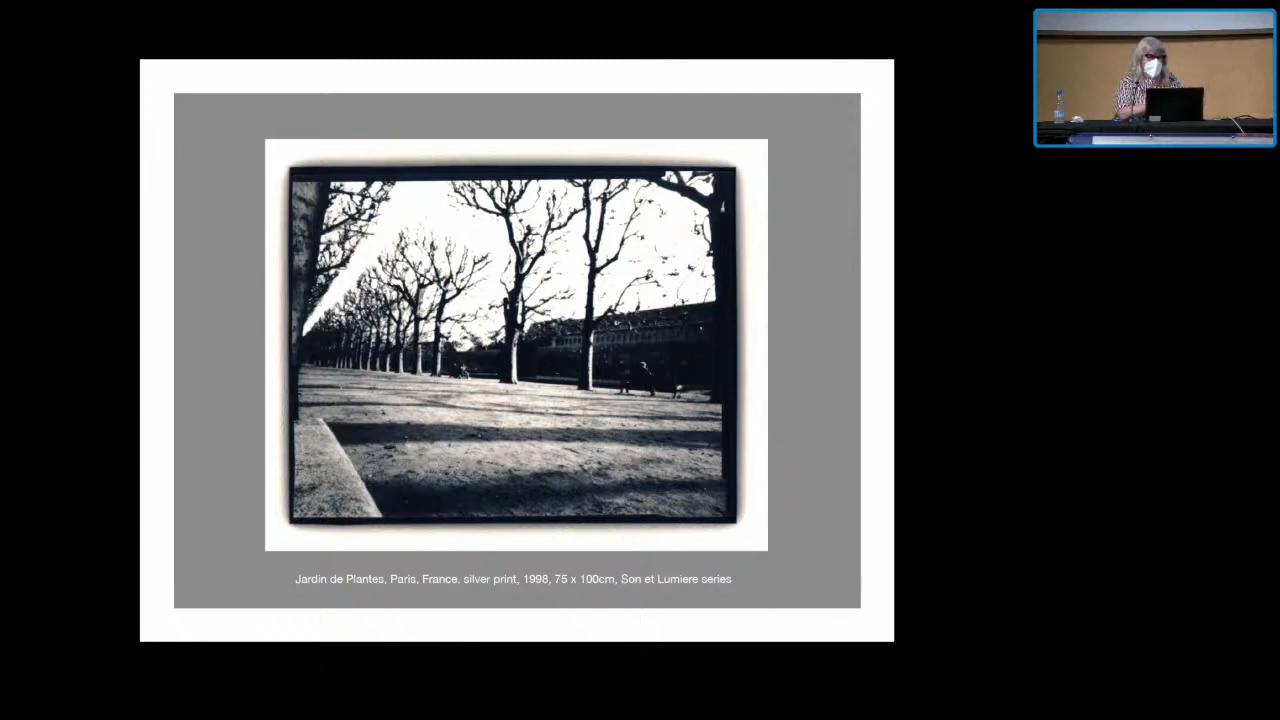 Jardin de Plantes, Paris, France, silver print, 1998, 75 x 100cm, Son et Lumiere series